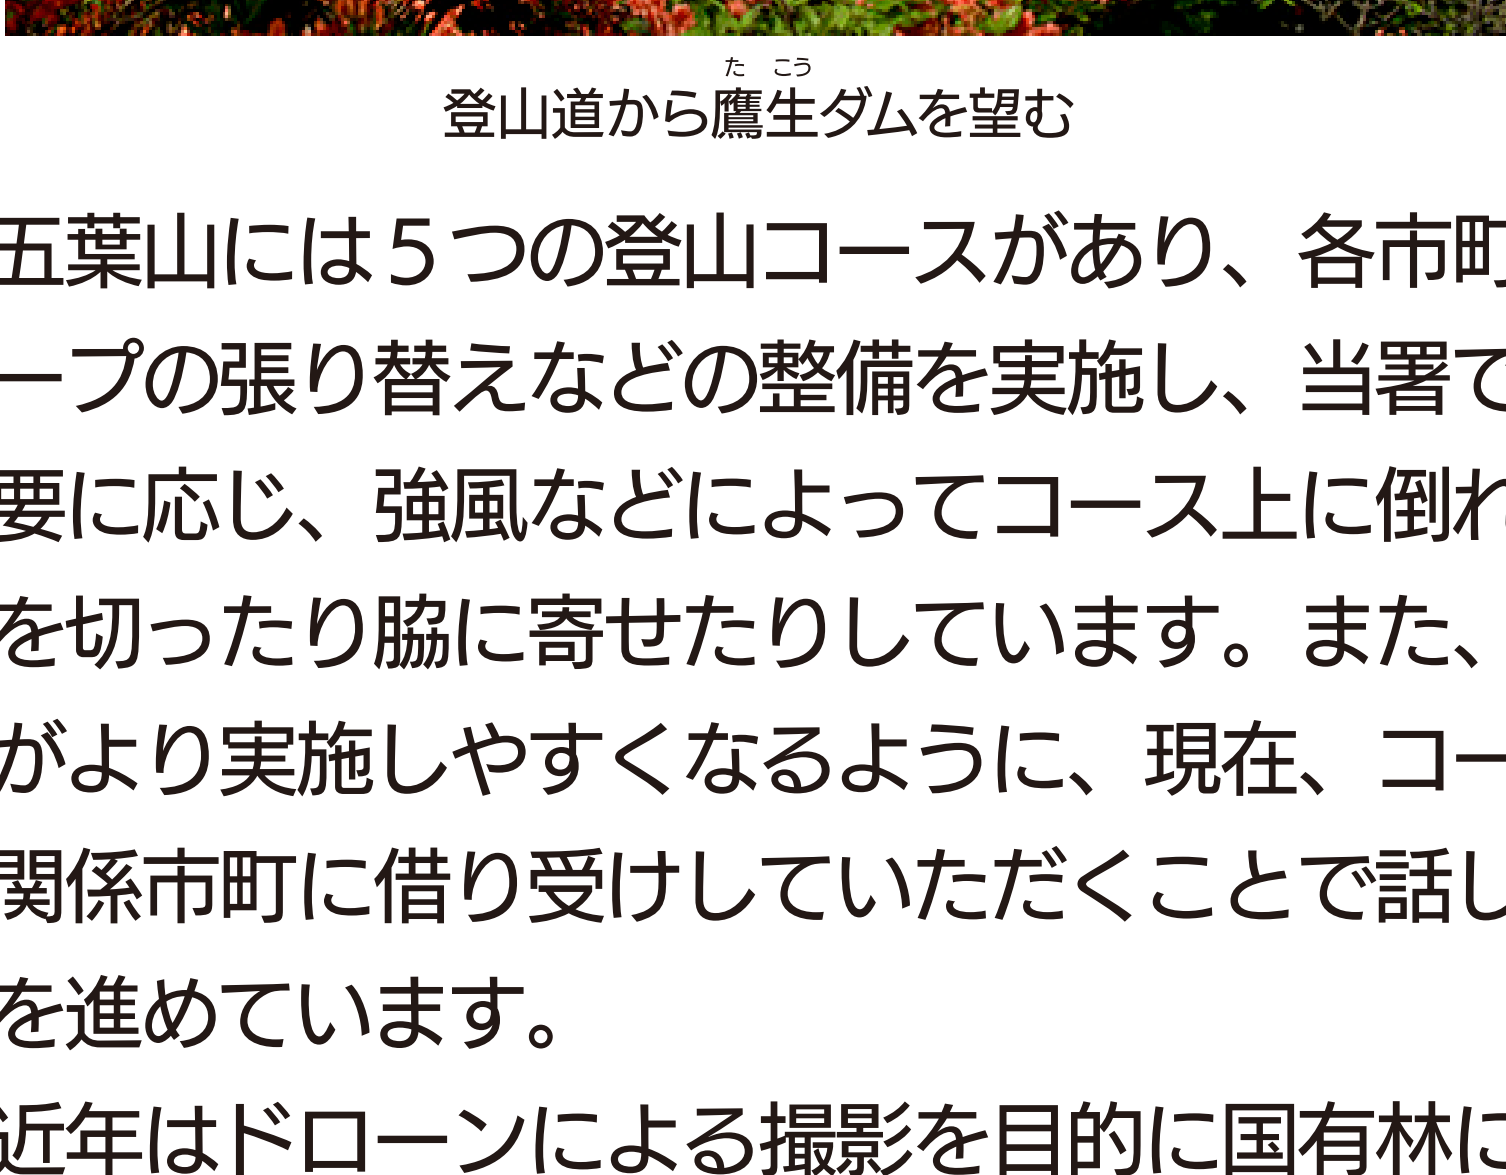 登山道から鷹生ダムを望む
五葉山には５つの登山コースがあり、各市町
ープの張り替えなどの整備を実施し、当署で
要に応じ、強風などによってコース上に倒れ
を切ったり脇に寄せたりしています。また、
がより実施しやすくなるように、現在、コー
関係市町に借り受けしていただくことで話し
を進めています。
近年はドローンによる撮影を目的に国有林に